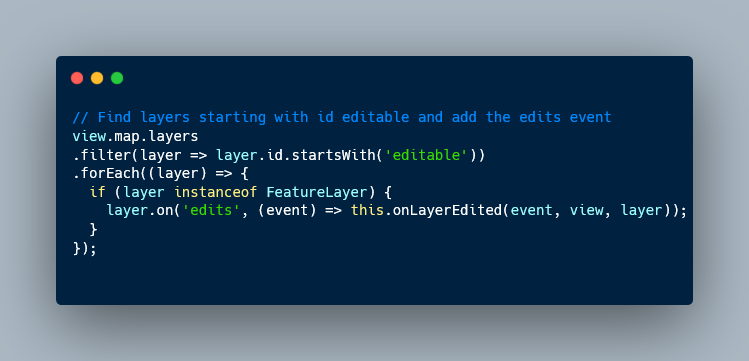 // Find layers starting with id editable and add the edits event
view.map.layers
.filter(layer => layer.id.startsWith('editable'))
.forEach((layer) => {
  if (layer instanceof FeatureLayer) {
    layer.on('edits', (event) => this.onLayerEdited(event, view, layer));
  }
});